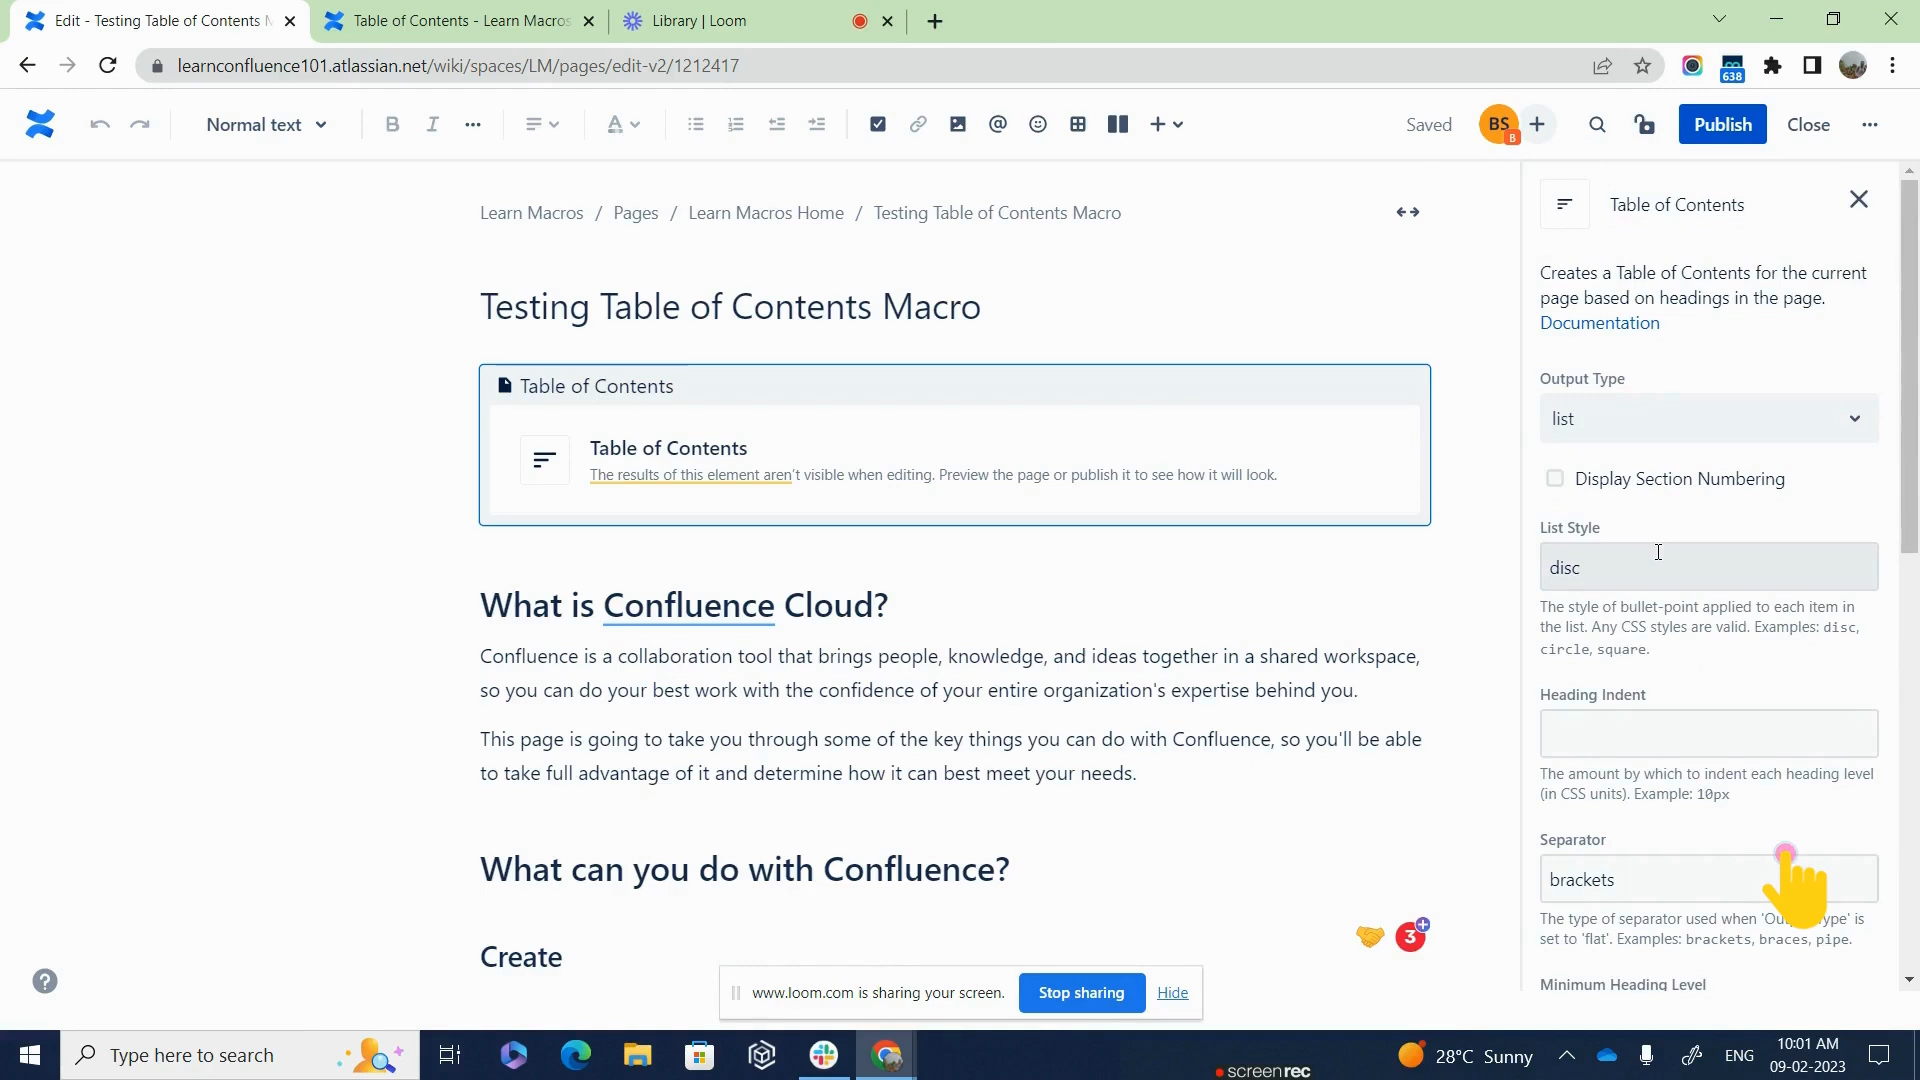 Edit - Testing Table of Contents M
Table of Contents - Learn Macros
Library | Loom
learnconfluence101.atlassian.net/wiki/spaces/LM/pages/edit-v2/1212417
638
Normal text
B
I
A
@
Saved
BS
B
Publish
Close
Learn Macros / Pages / Learn Macros Home / Testing Table of Contents Macro
Testing Table of Contents Macro
Table of Contents
Table of Contents
The results of this element aren't visible when editing. Preview the page or publish it to see how it will look.
What is Confluence Cloud?
Confluence is a collaboration tool that brings people, knowledge, and ideas together in a shared workspace,
so you can do your best work with the confidence of your entire organization's expertise behind you.
This page is going to take you through some of the key things you can do with Confluence, so you'll be able
to take full advantage of it and determine how it can best meet your needs.
What can you do with Confluence?
Create
3
Table of Contents
Creates a Table of Contents for the current
page based on headings in the page.
Documentation
Output Type
list
Display Section Numbering
List Style
disc
The style of bullet-point applied to each item in
the list. Any CSS styles are valid. Examples: disc,
circle, square.
Heading Indent
The amount by which to indent each heading level
(in CSS units). Example: 10px
Separator
brackets
The type of separator used when 'Ou ype' is
set to 'flat'. Examples: brackets, braces, pipe.
Minimum Heading Level
www.loom.com is sharing your screen.
Stop sharing
Hide
Type here to search
28°C Sunny
ENG
10:01 AM
09-02-2023
screenrec